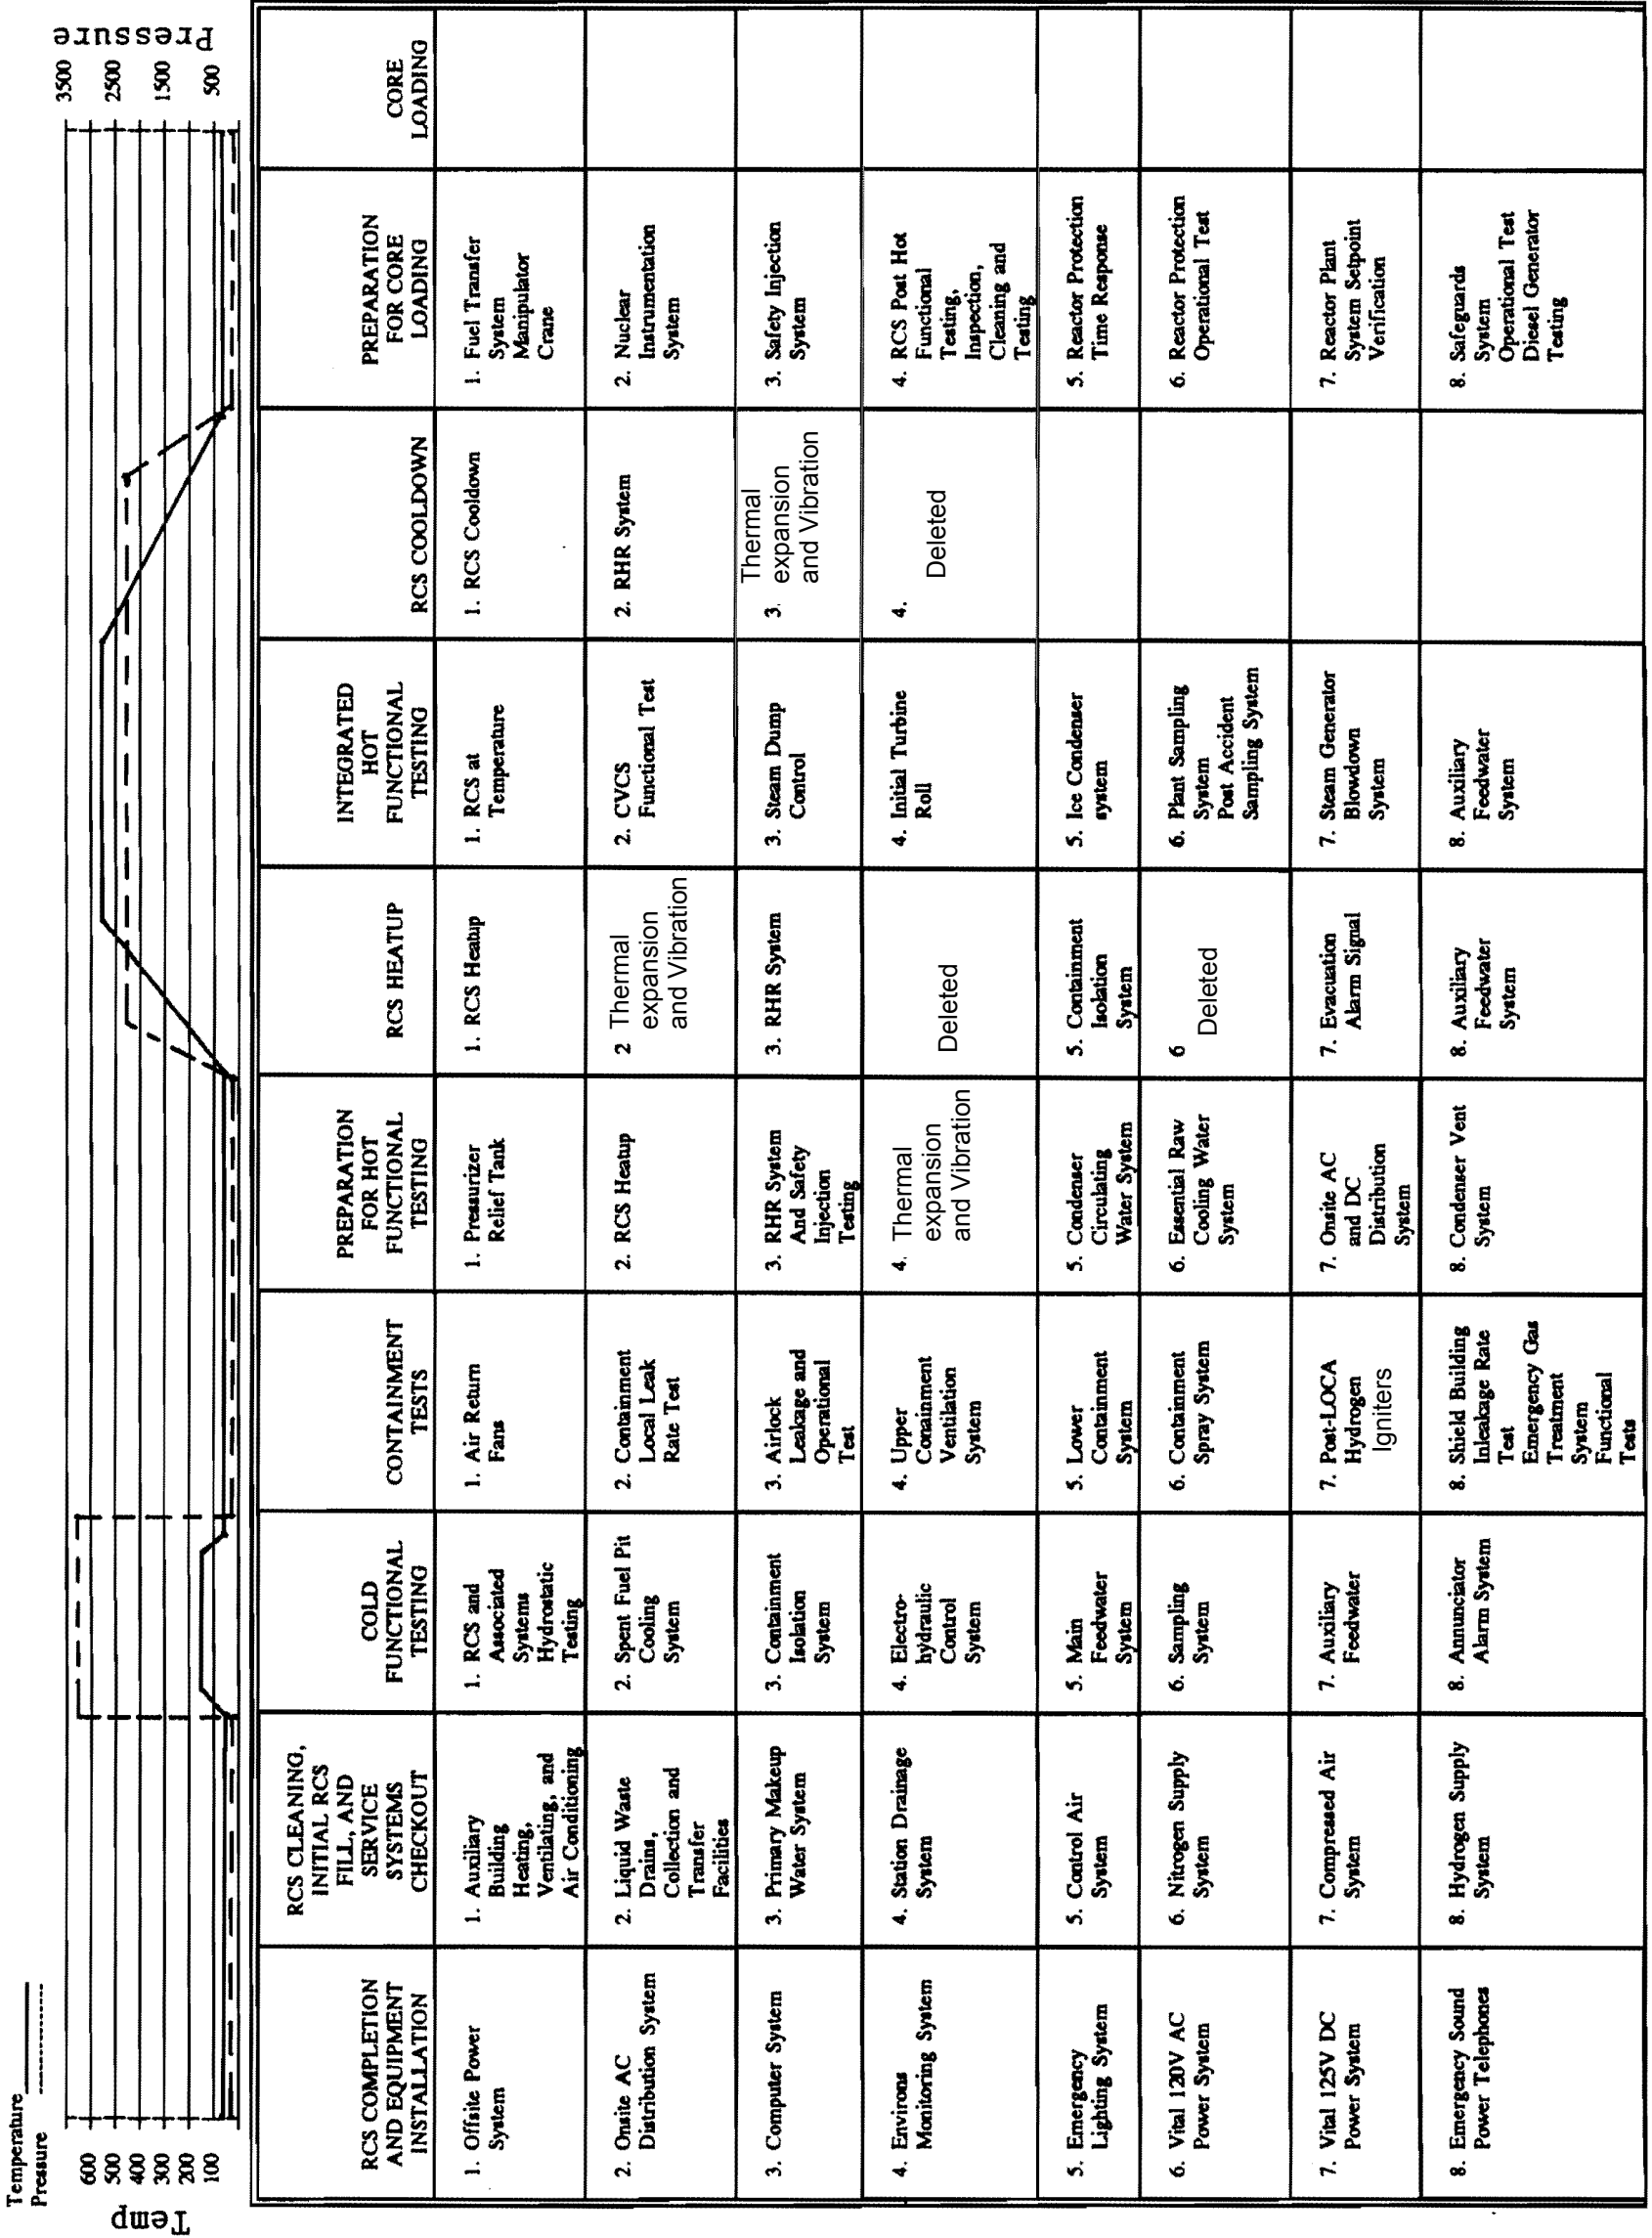 Temperature
Pressure
Temp
600
500
400
300
200
100
Pressure
3500
2500
1500
500
RCS COMPLETION
AND EQUIPMENT
INSTALLATION
RCS CLEANING,
INITIAL RCS
FILL, AND
SERVICE
SYSTEMS
CHECKOUT
COLD
FUNCTIONAL
TESTING
CONTAINMENT
TESTS
PREPARATION
FOR HOT
FUNCTIONAL
TESTING
RCS HEATUP
INTEGRATED
HOT
FUNCTIONAL
TESTING
RCS COOLDOWN
PREPARATION
FOR CORE
LOADING
CORE
LOADING
1. Offsite Power
System
1. Auxiliary
Building
Heating,
Ventilating, and
Air Conditioning
1. RCS and
Associated
Systems
Hydrostatic
Testing
1. Air Return
Fans
1. Pressurizer
Relief Tank
1. RCS Heatup
1. RCS at
Temperature
1. RCS Cooldown
1. Fuel Transfer
System
Manipulator
Crane
2. Onsite AC
Distribution System
2. Liquid Waste
Drains,
Collection and
Transfer
Facilities
2. Spent Fuel Pit
Cooling
System
2. Containment
Local Leak
Rate Test
2. RCS Heatup
2 Thermal
expansion
and Vibration
2. CVCS
Functional Test
2. RHR System
2. Nuclear
Instrumentation
System
3. Computer System
3. Primary Makeup
Water System
3. Containment
Isolation
System
3. Airlock
Leakage and
Operational
Test
3. RHR System
And Safety
Injection
Testing
3. RHR System
3. Steam Dump
Control
3. Thermal
expansion
and Vibration
3. Safety Injection
System
4. Environs
Monitoring System
4. Station Drainage
System
4. Electro-
hydraulic
Control
System
4. Upper
Containment
Ventilation
System
4. Thermal
expansion
and Vibration
Deleted
4. Initial Turbine
Roll
4. Deleted
4. RCS Post Hot
Functional
Testing,
Inspection,
Cleaning and
Testing
5. Emergency
Lighting System
5. Control Air
System
5. Main
Feedwater
System
5. Lower
Containment
System
5. Condenser
Circulating
Water System
5. Containment
Isolation
System
5. Ice Condenser
system
5. Reactor Protection
Time Response
6. Vital 120V AC
Power System
6. Nitrogen Supply
System
6. Sampling
System
6. Containment
Spray System
6. Essential Raw
Cooling Water
System
6 Deleted
6. Plant Sampling
System
Post Accident
Sampling System
6. Reactor Protection
Operational Test
7. Vital 125V DC
Power System
7. Compressed Air
System
7. Auxiliary
Feedwater
7. Post-LOCA
Hydrogen
Igniters
7. Onsite AC
and DC
Distribution
System
7. Evacuation
Alarm Signal
7. Steam Generator
Blowdown
System
7. Reactor Plant
System Setpoint
Verification
8. Emergency Sound
Power Telephones
8. Hydrogen Supply
System
8. Annunciator
Alarm System
8. Shield Building
Inleakage Rate
Test
Emergency Gas
Treatment
System
Functional
Tests
8. Condenser Vent
System
8. Auxiliary
Feedwater
System
8. Auxiliary
Feedwater
System
8. Safeguards
System
Operational Test
Diesel Generator
Testing